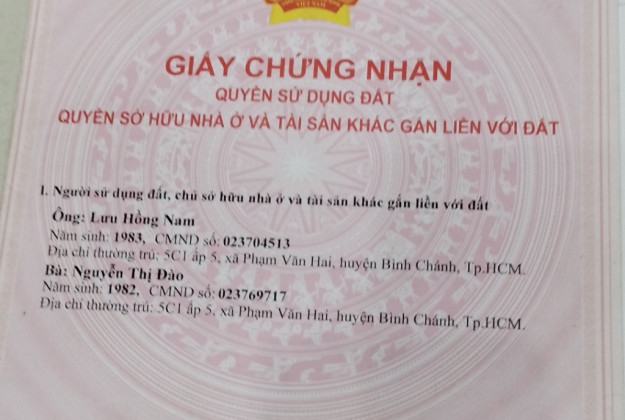 VIỆT NAM
GIẤY CHỨNG NHẬN
QUYỀN SỬ DỤNG ĐẤT
QUYỀN SỞ HỮU NHÀ Ở VÀ TÀI SẢN KHÁC GẮN LIỀN VỚI ĐẤT
I. Người sử dụng đất, chủ sở hữu nhà ở và tài sản khác gắn liền với đất
Ông: Lưu Hồng Nam
Năm sinh: 1983, CMND số: 023704513
Địa chỉ thường trú: 5C1 ấp 5, xã Phạm Văn Hai, huyện Bình Chánh, Tp.HCM.
Bà: Nguyễn Thị Đào
Năm sinh: 1982, CMND số: 023769717
Địa chỉ thường trú: 5C1 ấp 5, xã Phạm Văn Hai, huyện Bình Chánh, Tp.HCM.